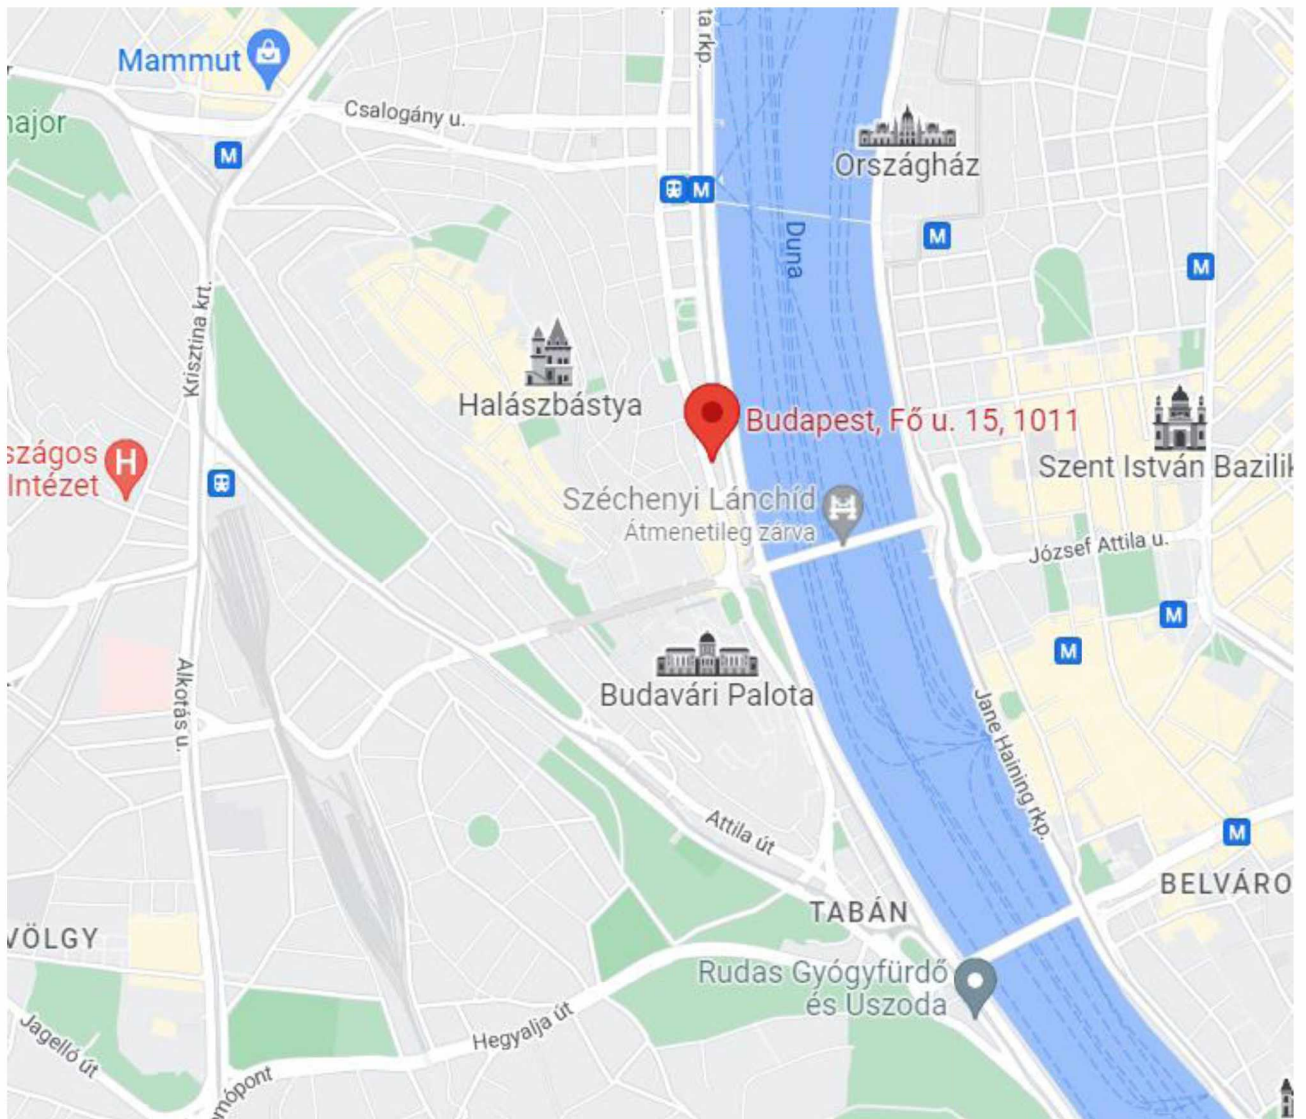 ta rkp.
Mammut
Csalogány u.
major
M
Országház
M
M
Duna
M
Krisztina krt.
Halászbástya
Budapest, Fő u. 15, 1011
szágos
Intézet
H
Szent István Bazilik
Széchenyi Lánchíd
Átmenetileg zárva
József Attila u.
M
M
Budavári Palota
Alkotás u.
Jane Haining rkp.
Attila út
M
BELVÁRO
TABÁN
VÖLGY
Rudas Gyógyfürdő
és Uszoda
Hegyalja út
Jagelló út
omópont